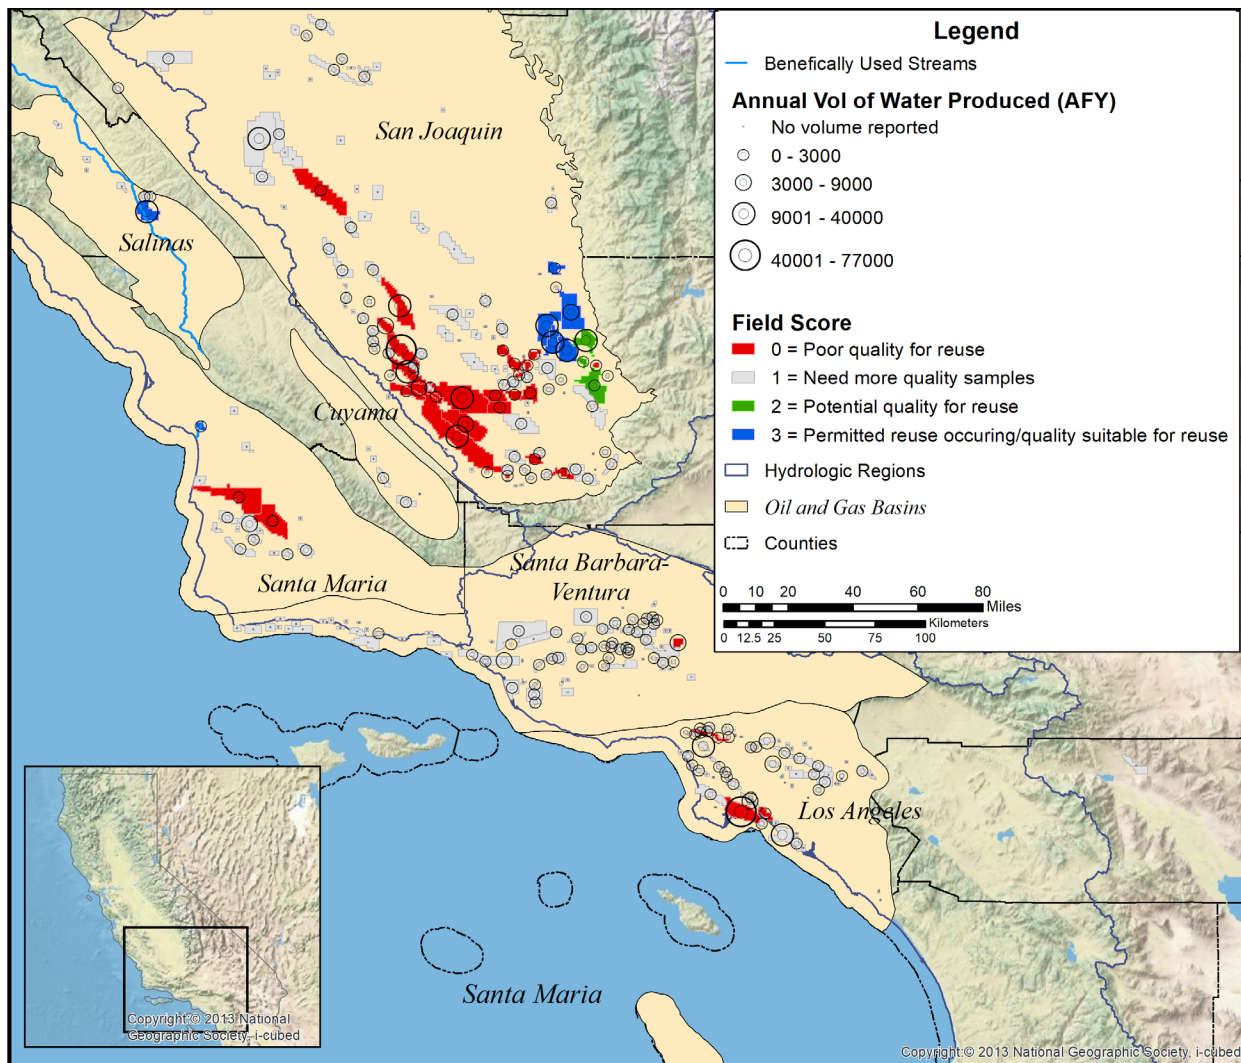 Legend
Benefically Used Streams
Annual Vol of Water Produced (AFY)
No volume reported
0 - 3000
3000 - 9000
9001 - 40000
40001 - 77000
Field Score
0 = Poor quality for reuse
1 = Need more quality samples
2 = Potential quality for reuse
3 = Permitted reuse occuring/quality suitable for reuse
Hydrologic Regions
Oil and Gas Basins
Counties
0 10 20 40 60 80
Miles
Kilometers
0 12.5 25 50 75 100
San Joaquin
Salinas
Cuyama
Santa Maria
Santa Barbara-
Ventura
Los Angeles
Santa Maria
Copyright:© 2013 National
Geographic Society, i-cubed
Copyright:© 2013 National Geographic Society, i-cubed